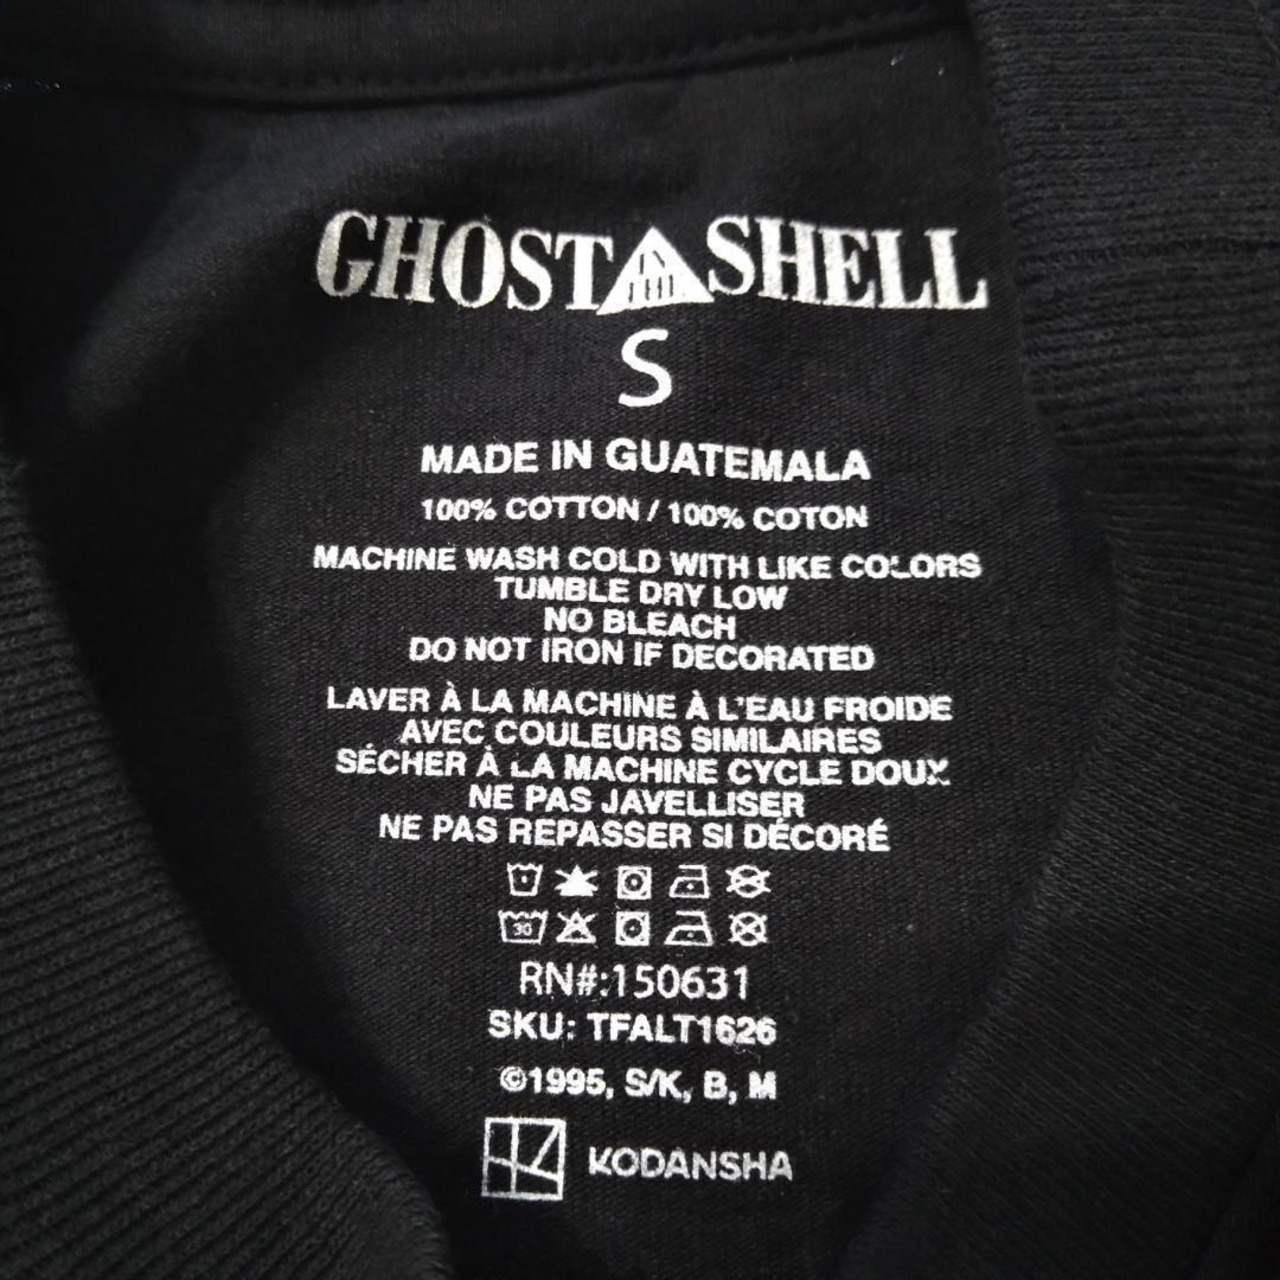 GHOST IN THE SHELL
S
MADE IN GUATEMALA
100% COTTON / 100% COTON
MACHINE WASH COLD WITH LIKE COLORS
TUMBLE DRY LOW
NO BLEACH
DO NOT IRON IF DECORATED
LAVER À LA MACHINE À L'EAU FROIDE
AVEC COULEURS SIMILAIRES
SÉCHER À LA MACHINE CYCLE DOUX
NE PAS JAVELLISER
NE PAS REPASSER SI DÉCORÉ
30
RN#:150631
SKU: TFALT1626
©1995, S/K, B, M
KODANSHA